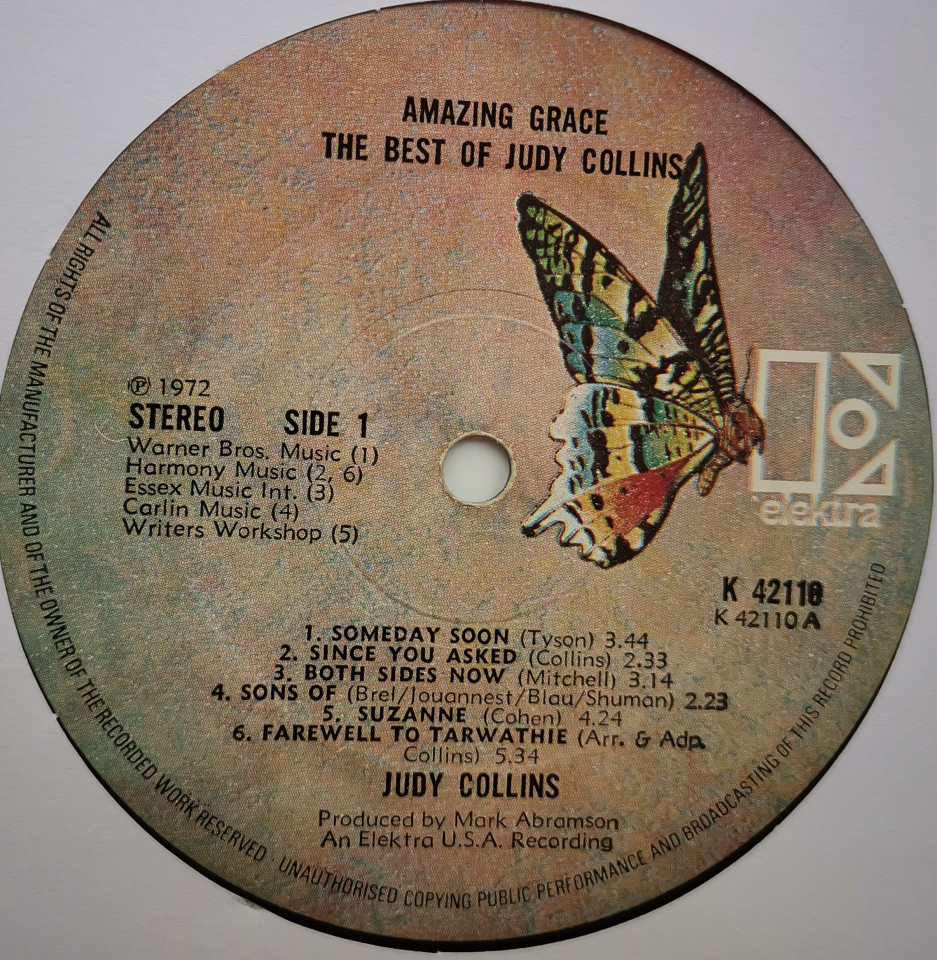 AMAZING GRACE
THE BEST OF JUDY COLLINS
℗ 1972
STEREO SIDE 1
Warner Bros. Music (1)
Harmony Music (2, 6)
Essex Music Int. (3)
Carlin Music (4)
Writers Workshop (5)
elektra
K 42110
K 42110 A
1. SOMEDAY SOON (Tyson) 3.44
2. SINCE YOU ASKED (Collins) 2.33
3. BOTH SIDES NOW (Mitchell) 3.14
4. SONS OF (Brel/Jouannest/Blau/Shuman) 2.23
5. SUZANNE (Cohen) 4.24
6. FAREWELL TO TARWATHIE (Arr. & Adp.
Collins) 5.34
JUDY COLLINS
Produced by Mark Abramson
An Elektra U.S.A. Recording
ALL RIGHTS OF THE MANUFACTURER AND OF THE OWNER OF THE RECORDED WORK RESERVED · UNAUTHORISED COPYING PUBLIC PERFORMANCE AND BROADCASTING OF THIS RECORD PROHIBITED